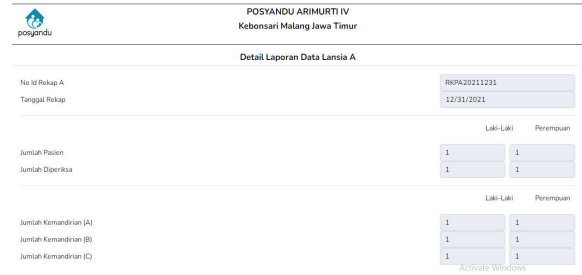 POSYANDU ARIMURTI IV
Kebonsari Malang Jawa Timur
posyandu
Detail Laporan Data Lansia A
No Id Rekap A RKPA20211231
Tanggal Rekap 12/31/2021
Laki-Laki Perempuan
Jumlah Pasien 1 1
Jumlah Diperiksa 1 1
Laki-Laki Perempuan
Jumlah Kemandirian (A) 1 1
Jumlah Kemandirian (B) 1 1
Jumlah Kemandirian (C) 1 1
Activate Windows